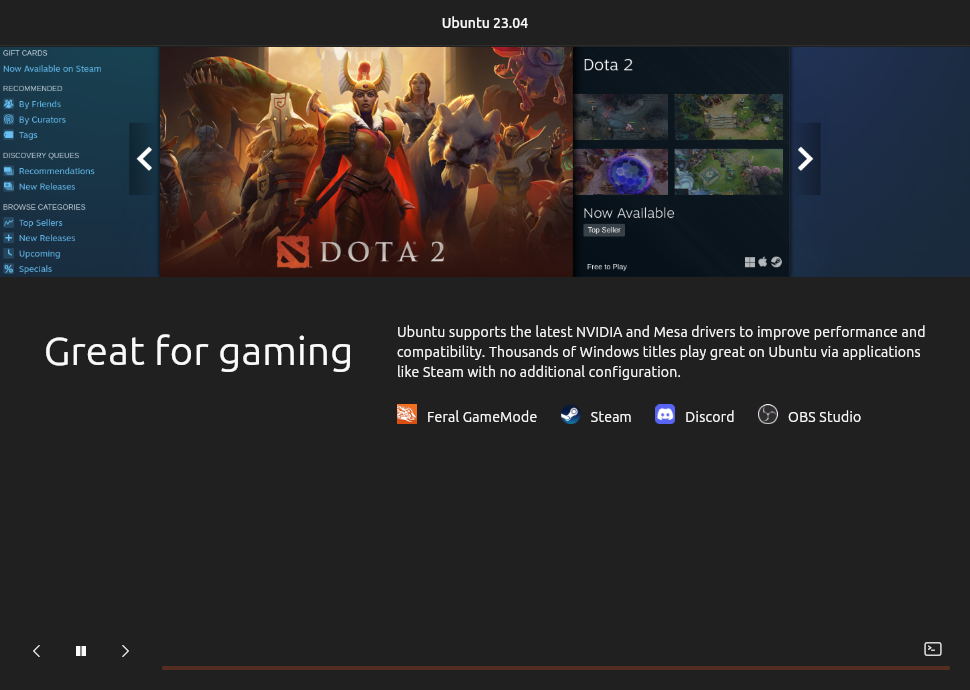 Ubuntu 23.04
GIFT CARDS
Now Available on Steam
RECOMMENDED
By Friends
By Curators
Tags
DISCOVERY QUEUES
Recommendations
New Releases
BROWSE CATEGORIES
Top Sellers
New Releases
Upcoming
Specials
DOTA 2
Dota 2
Now Available
Top Seller
Free to Play
Great for gaming
Ubuntu supports the latest NVIDIA and Mesa drivers to improve performance and
compatibility. Thousands of Windows titles play great on Ubuntu via applications
like Steam with no additional configuration.
Feral GameMode
Steam
Discord
OBS Studio